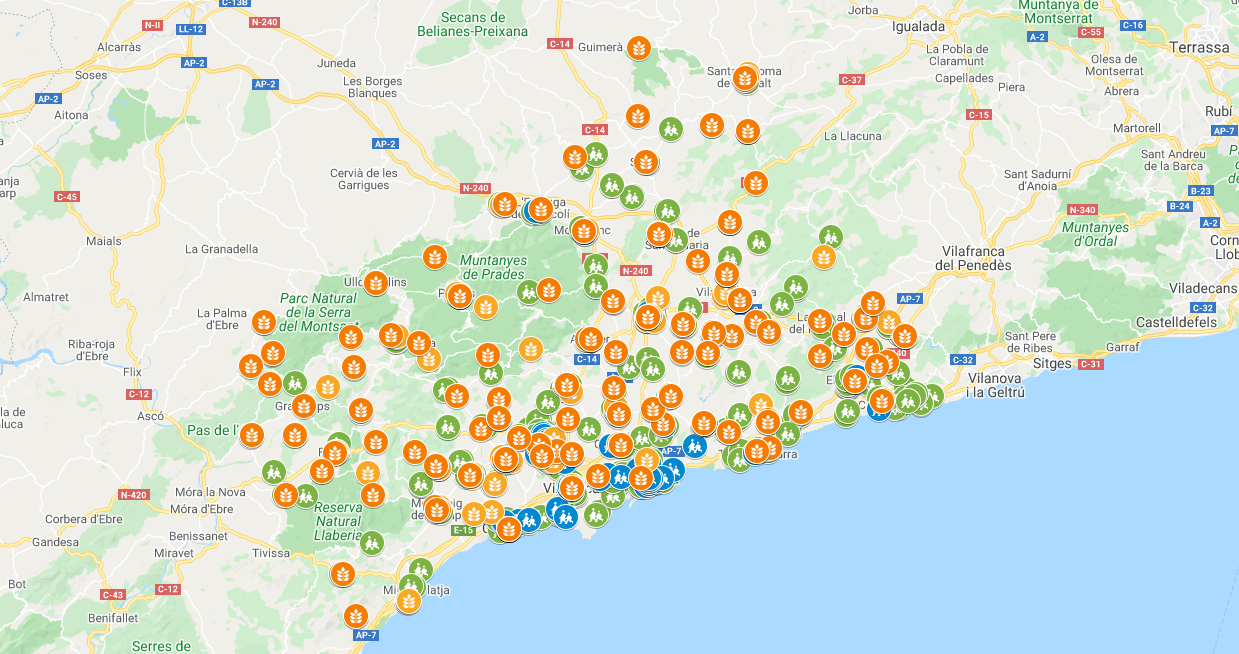 C-13B
N-II
N-240
LL-12
Secans de
Belianes-Preixana
Jorba
Muntanya de
Montserrat
Igualada
C-16
C-55
A-2
Terrassa
Alcarràs
C-14
Guimerà
La Pobla de
Claramunt
Olesa de
Montserrat
AP-2
Juneda
Soses
Les Borges
Blanques
C-37
Capellades
Piera
Abrera
AP-2
AP-2
Aitona
C-15
Rubí
Martorell
AP-7
C-14
La Llacuna
AP-2
Sant Andreu
de la Barca
Cervià de les
Garrigues
Sant Sadurní
d'Anoia
N-240
C-45
B-23
B-24
N-340
A-2
Maials
La Granadella
Muntanyes
d'Ordal
Vilafranca
del Penedès
Muntanyes
de Prades
N-240
Almatret
Parc Natural
de la Serra
AP-7
Viladecans
C-32
La Palma
d'Ebre
Castelldefels
Riba-roja
d'Ebre
Sant Pere
de Ribes
Garraf
C-14
C-32
Sitges
C-31
Flix
Vilanova
i la Geltrú
C-12
Ascó
AP-7
N-420
Móra la Nova
Móra d'Ebre
Reserva
Natural
Llaberia
Corbera d'Ebre
E-15
Gandesa
Benissanet
Miravet
Tivissa
Bot
C-12
C-43
Benifallet
AP-7
Serres de